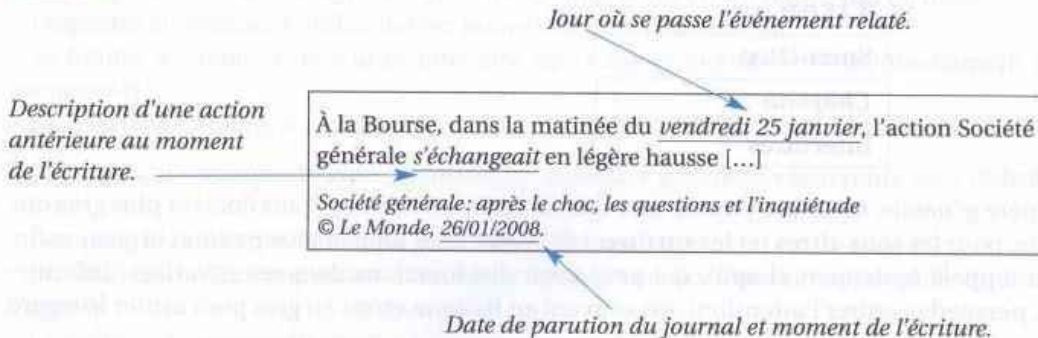 Jour où se passe l'événement relaté.
Description d'une action
antérieure au moment
de l'écriture.
À la Bourse, dans la matinée du vendredi 25 janvier, l'action Société
générale s'échangeait en légère hausse […]
Société générale : après le choc, les questions et l'inquiétude
© Le Monde, 26/01/2008.
Date de parution du journal et moment de l'écriture.